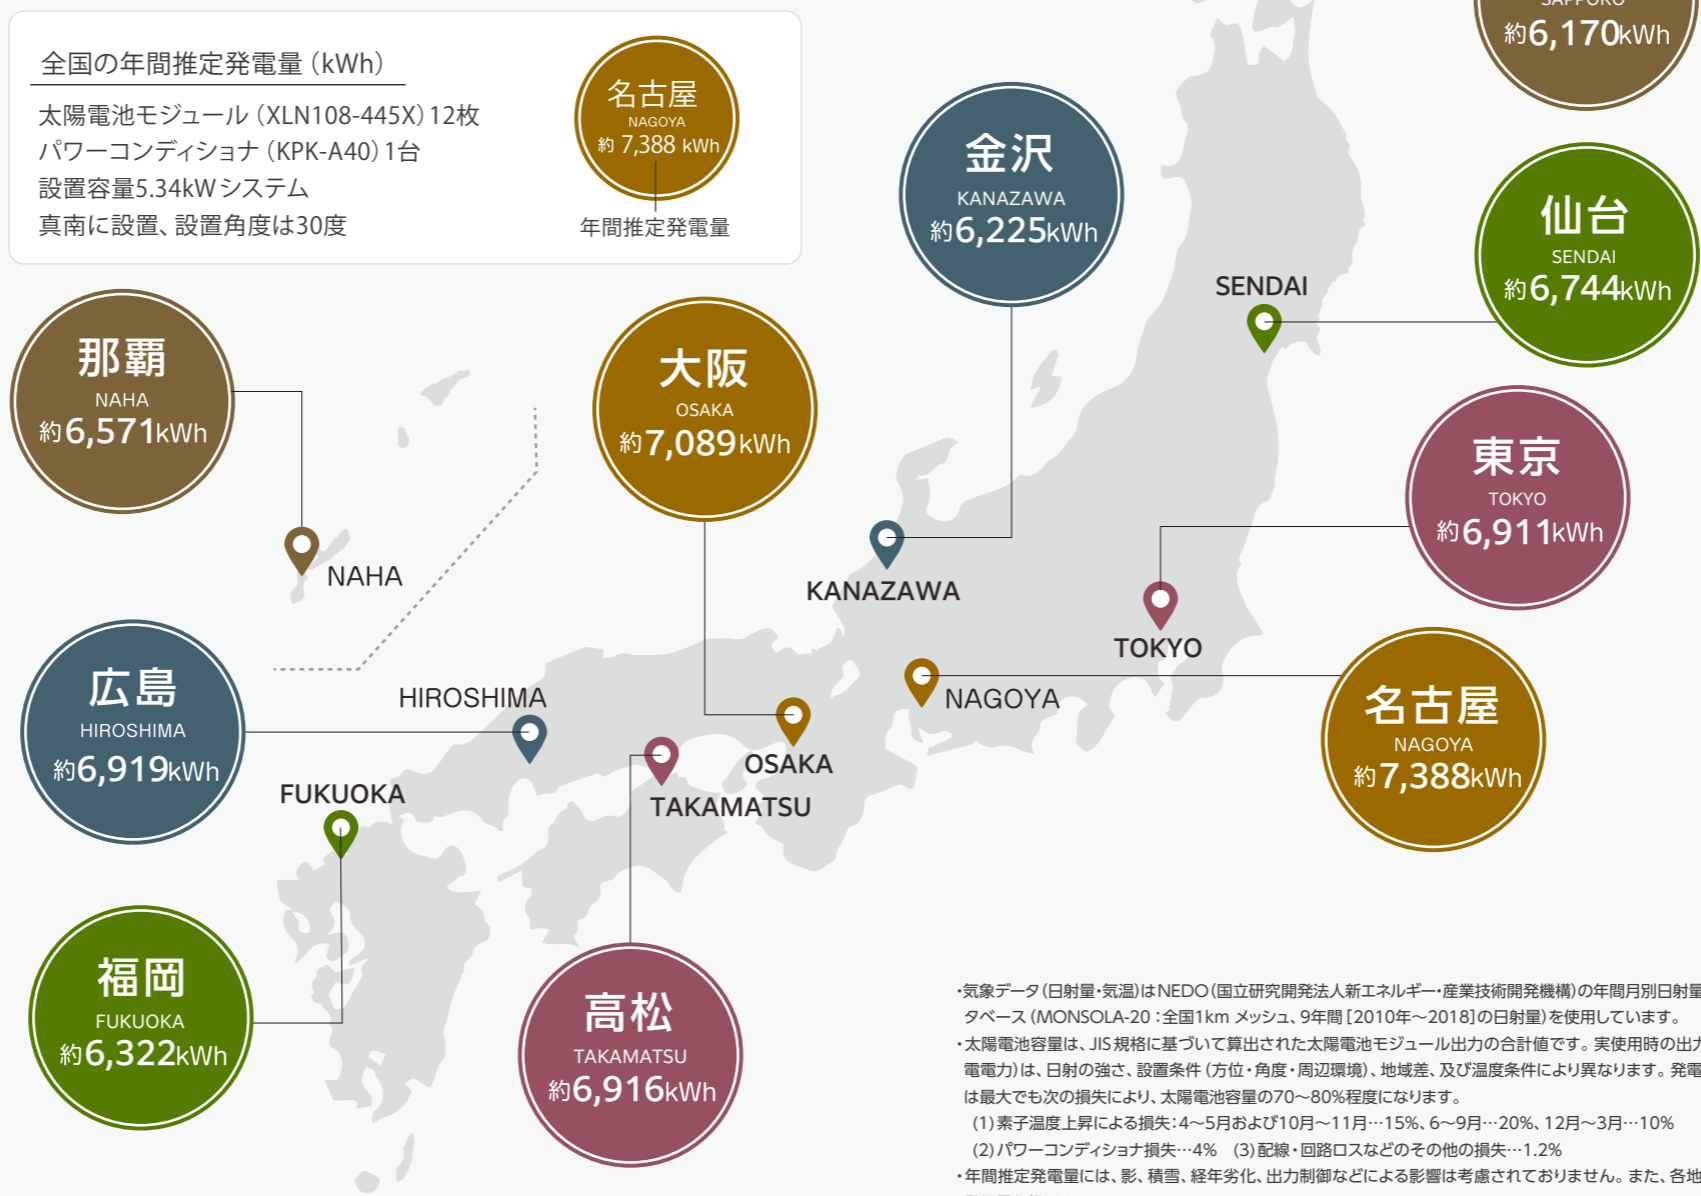 全国の年間推定発電量（kWh）
太陽電池モジュール（XLN108-445X）12枚
パワーコンディショナ（KPK-A40）1台
設置容量5.34kWシステム
真南に設置、設置角度は30度
名古屋
NAGOYA
約 7,388 kWh
年間推定発電量
SAPPORO
約6,170kWh
金沢
KANAZAWA
約6,225kWh
仙台
SENDAI
約6,744kWh
SENDAI
那覇
NAHA
約6,571kWh
大阪
OSAKA
約7,089kWh
東京
TOKYO
約6,911kWh
NAHA
KANAZAWA
TOKYO
広島
HIROSHIMA
約6,919kWh
HIROSHIMA
NAGOYA
名古屋
NAGOYA
約7,388kWh
OSAKA
FUKUOKA
TAKAMATSU
福岡
FUKUOKA
約6,322kWh
高松
TAKAMATSU
約6,916kWh
・気象データ（日射量・気温）はNEDO（国立研究開発法人新エネルギー・産業技術開発機構）の年間月別日射量
タベース（MONSOLA-20：全国1km メッシュ、9年間［2010年～2018］の日射量）を使用しています。
・太陽電池容量は、JIS規格に基づいて算出された太陽電池モジュール出力の合計値です。実使用時の出力
電電力）は、日射の強さ、設置条件（方位・角度・周辺環境）、地域差、及び温度条件により異なります。発電
は最大でも次の損失により、太陽電池容量の70～80%程度になります。
（1）素子温度上昇による損失：4～5月および10月～11月…15%、6～9月…20%、12月～3月…10%
（2）パワーコンディショナ損失…4%　（3）配線・回路ロスなどのその他の損失…1.2%
・年間推定発電量には、影、積雪、経年劣化、出力制御などによる影響は考慮されておりません。また、各地